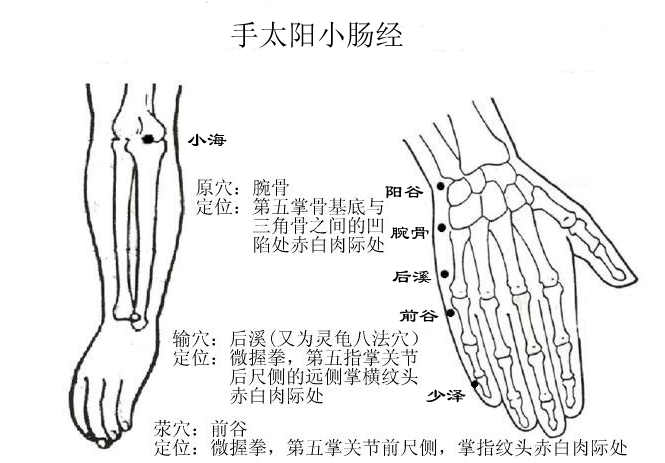 手太阳小肠经
小海
原穴：腕骨
定位：第五掌骨基底与
三角骨之间的凹
陷处赤白肉际处
阳谷
腕骨
后溪
前谷
少泽
输穴：后溪(又为灵龟八法穴）
定位：微握拳，第五指掌关节
后尺侧的远侧掌横纹头
赤白肉际处
荥穴：前谷
定位：微握拳，第五掌关节前尺侧，掌指纹头赤白肉际处